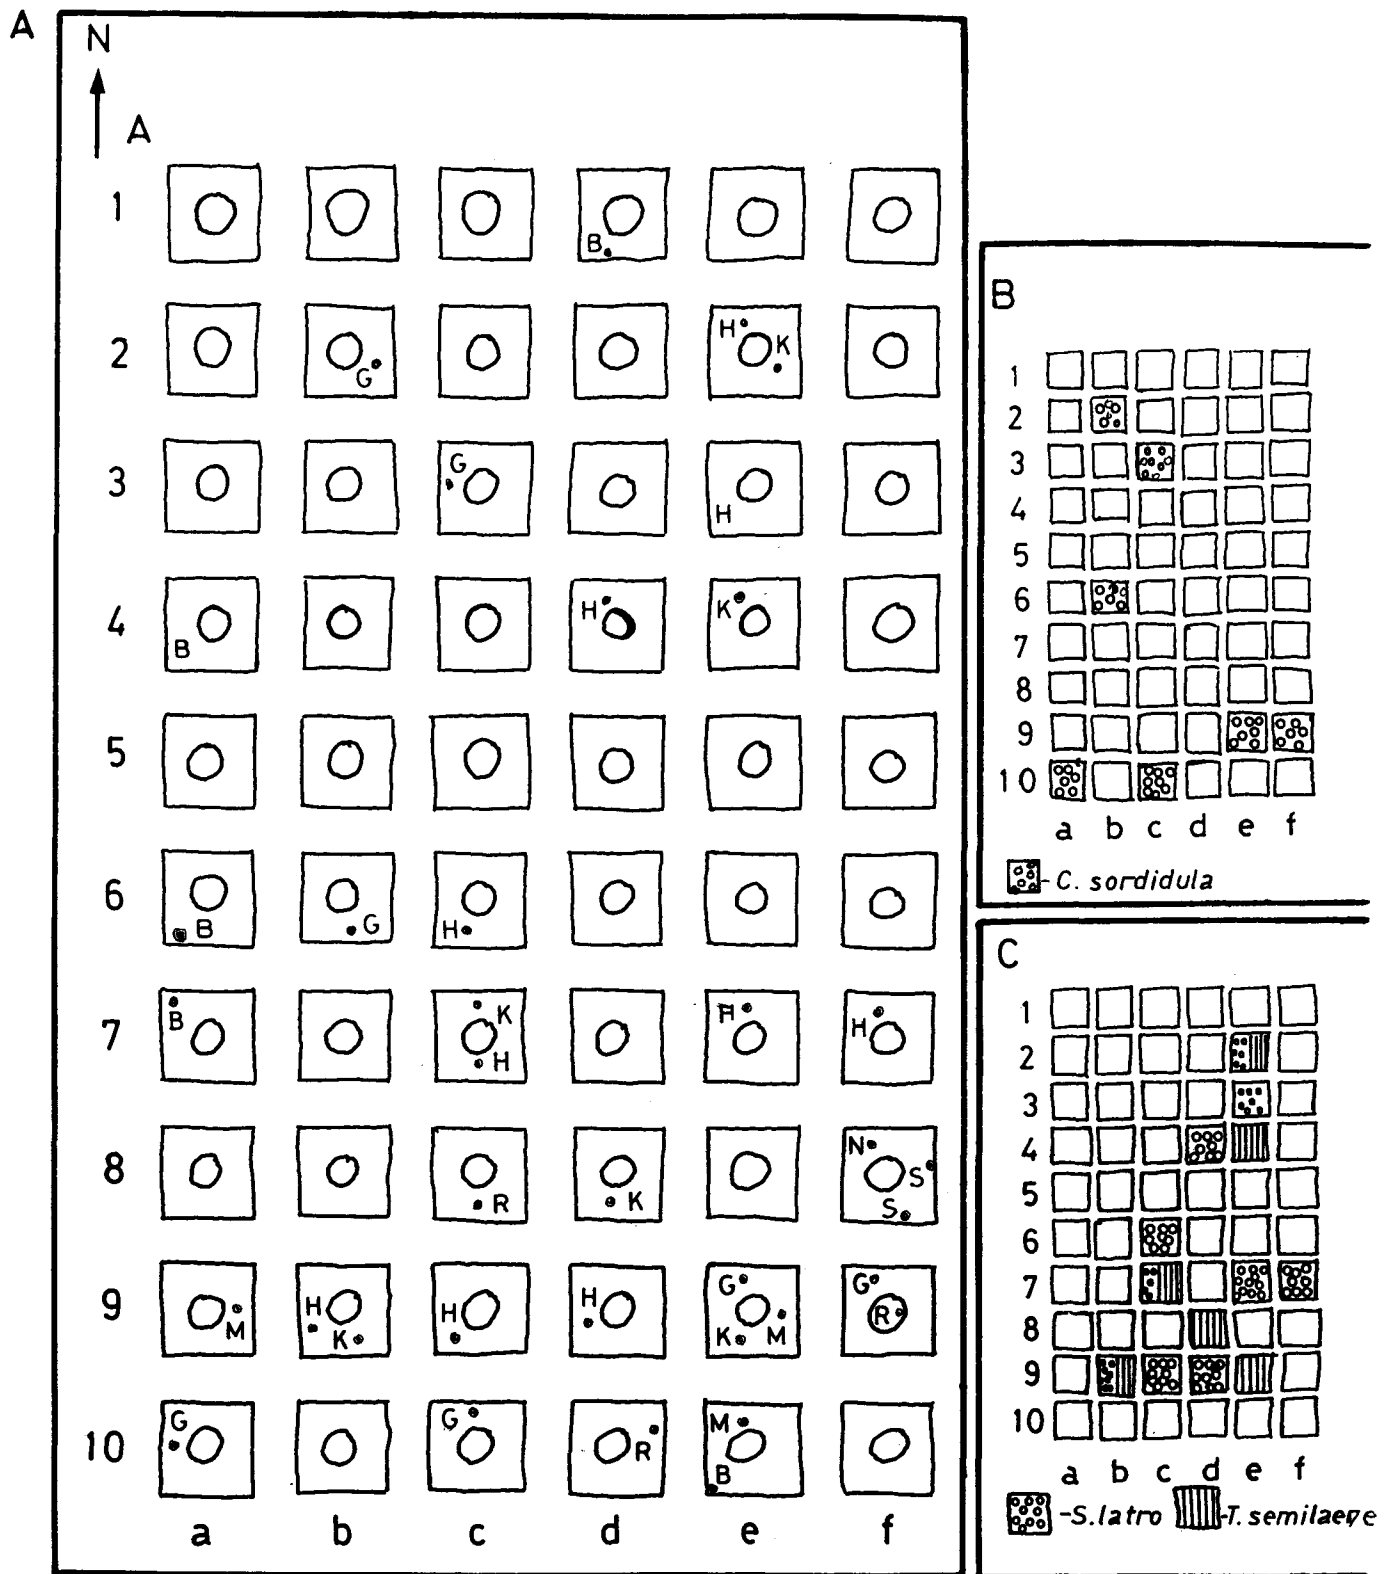 A
N
A
1
B
2
G H K
3
G H
4
B H K
5
6
B G H
7
B K H H H
8
R K N S S
9
M H K H H G K M G R
10
G G R M B
a b c d e f
B
1
2
3
4
5
6
7
8
9
10
a b c d e f
- C. sordidula
C
1
2
3
4
5
6
7
8
9
10
a b c d e f
-S. latro -T. semilaeve